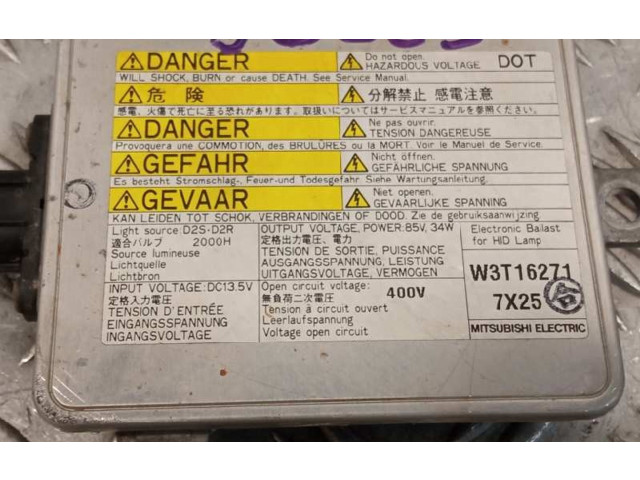 DANGER
Do not open.
HAZARDOUS VOLTAGE
DOT
WILL SHOCK, BURN or cause DEATH. See Service Manual.
危険
分解禁止 感電注意
感電、火傷で死亡に至る恐れがあります。取扱いについてはサービスマニュアルを参照ください。
DANGER
Ne pas ouvrir.
TENSION DANGEREUSE
Provoquera une COMMOTION, des BRULÛRES ou la MORT. Voir le Manuel de Service.
GEFAHR
Nicht öffnen.
GEFÄHRLICHE SPANNUNG
Es besteht Stromschlag-, Feuer-und Todesgefahr Siehe Wartungsanleitung.
GEVAAR
Niet openen.
GEVAARLIJKE SPANNING
KAN LEIDEN TOT SCHOK, VERBRANDINGEN OF DOOD. Zie de gebruiksaanwijzing
Light source:D2S-D2R
適合バルブ 2000H
Source lumineuse
Lichtquelle
Lichtbron
OUTPUT VOLTAGE, POWER:85V, 34W
定格出力電圧、電力
TENSION DE SORTIE, PUISSANCE
AUSGANGSSPANNUNG, LEISTUNG
UITGANGSVOLTAGE, VERMOGEN
Electronic Ballast
for HID Lamp
INPUT VOLTAGE:DC13.5V
定格入力電圧
TENSION D'ENTRÉE
EINGANGSSPANNUNG
INGANGSVOLTAGE
Open circuit voltage:
無負荷二次電圧 400V
Tension à circuit ouvert
Leerlaufspannung
Voltage open circuit
W3T16271
7X25
MITSUBISHI ELECTRIC